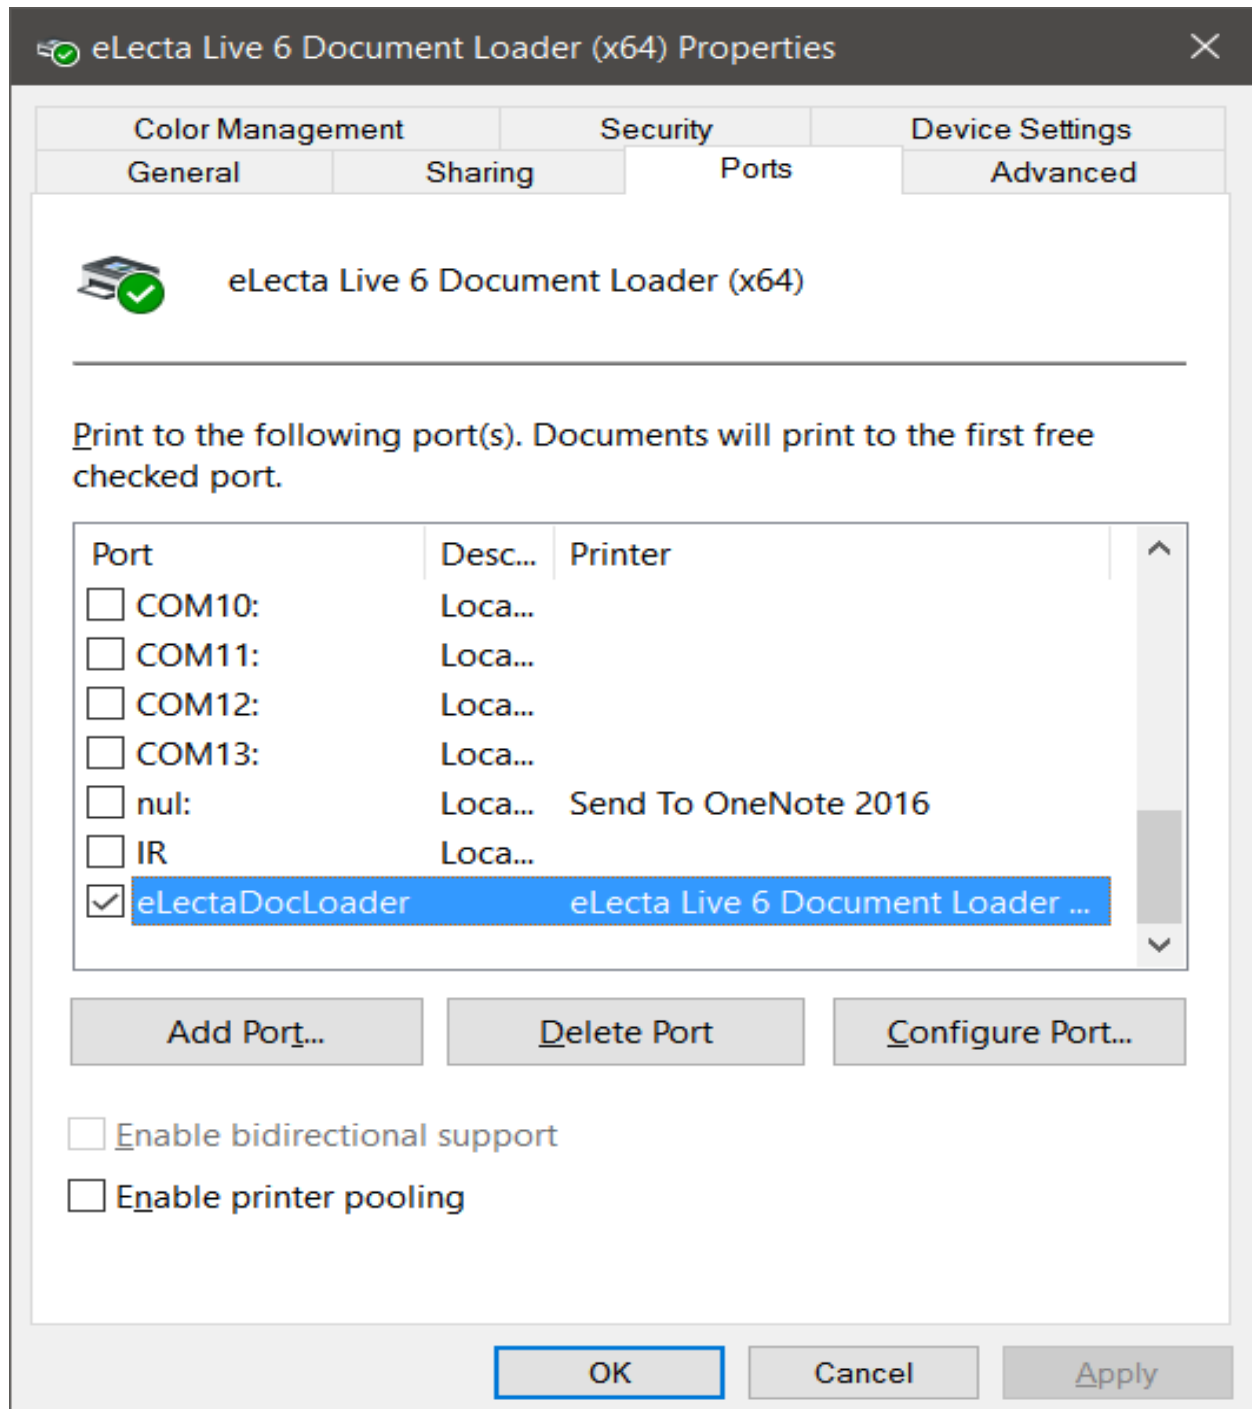 eLecta Live 6 Document Loader (x64) Properties
Color Management Security Device Settings
General Sharing Ports Advanced
eLecta Live 6 Document Loader (x64)
Print to the following port(s). Documents will print to the first free
checked port.
Port Desc... Printer
COM10: Loca...
COM11: Loca...
COM12: Loca...
COM13: Loca...
nul: Loca... Send To OneNote 2016
IR Loca...
eLectaDocLoader eLecta Live 6 Document Loader ...
Add Port... Delete Port Configure Port...
Enable bidirectional support
Enable printer pooling
OK Cancel Apply